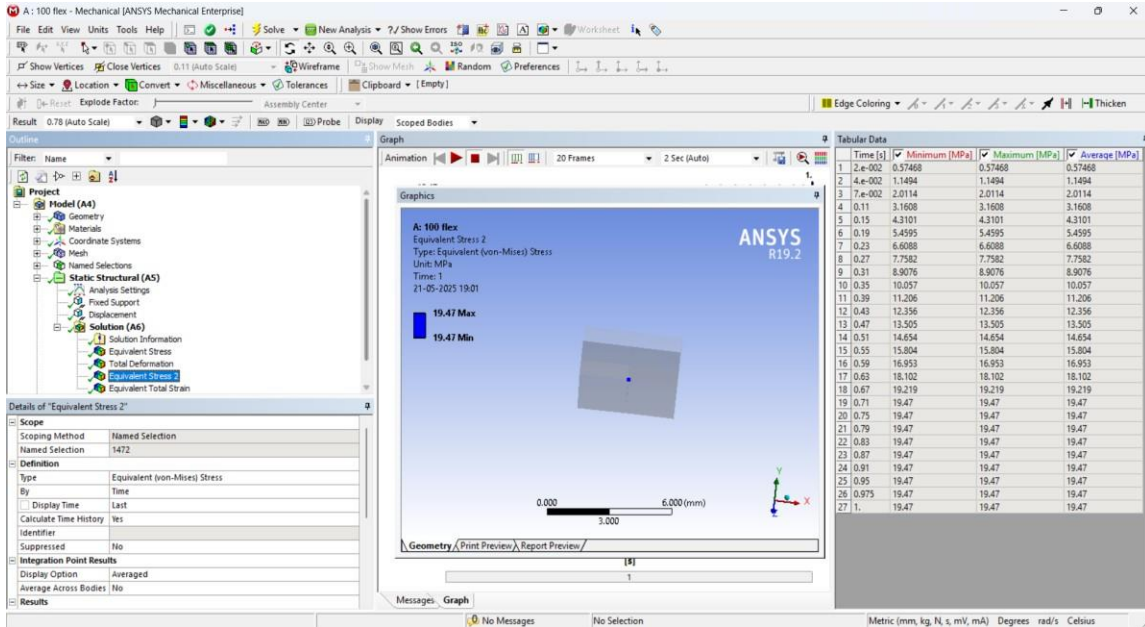 A : 100 flex - Mechanical [ANSYS Mechanical Enterprise]
File Edit View Units Tools Help Solve New Analysis ?/ Show Errors Worksheet
Show Vertices Close Vertices 0.11 (Auto Scale) Wireframe Show Mesh Random Preferences
Size Location Convert Miscellaneous Tolerances Clipboard [Empty]
Reset Explode Factor: Assembly Center Edge Coloring Thicken
Result 0.78 (Auto Scale) Probe Display Scoped Bodies
Outline
Filter: Name
Project
Model (A4)
Geometry
Materials
Coordinate Systems
Mesh
Named Selections
Static Structural (A5)
Analysis Settings
Fixed Support
Displacement
Solution (A6)
Solution Information
Equivalent Stress
Total Deformation
Equivalent Stress 2
Equivalent Total Strain
Details of "Equivalent Stress 2"
Scope
Scoping Method Named Selection
Named Selection 1472
Definition
Type Equivalent (von-Mises) Stress
By Time
Display Time Last
Calculate Time History Yes
Identifier
Suppressed No
Integration Point Results
Display Option Averaged
Average Across Bodies No
Results
Graph
Animation 20 Frames 2 Sec (Auto)
1.
Graphics
A: 100 flex
Equivalent Stress 2
Type: Equivalent (von-Mises) Stress
Unit: MPa
Time: 1
21-05-2025 19:01
19.47 Max
19.47 Min
ANSYS
R19.2
Y
X
Z
0.000 6.000 (mm)
3.000
Geometry Print Preview Report Preview
[s]
1
Messages Graph
Tabular Data
Time [s] Minimum [MPa] Maximum [MPa] Average [MPa]
1 2.e-002 0.57468 0.57468 0.57468
2 4.e-002 1.1494 1.1494 1.1494
3 7.e-002 2.0114 2.0114 2.0114
4 0.11 3.1608 3.1608 3.1608
5 0.15 4.3101 4.3101 4.3101
6 0.19 5.4595 5.4595 5.4595
7 0.23 6.6088 6.6088 6.6088
8 0.27 7.7582 7.7582 7.7582
9 0.31 8.9076 8.9076 8.9076
10 0.35 10.057 10.057 10.057
11 0.39 11.206 11.206 11.206
12 0.43 12.356 12.356 12.356
13 0.47 13.505 13.505 13.505
14 0.51 14.654 14.654 14.654
15 0.55 15.804 15.804 15.804
16 0.59 16.953 16.953 16.953
17 0.63 18.102 18.102 18.102
18 0.67 19.219 19.219 19.219
19 0.71 19.47 19.47 19.47
20 0.75 19.47 19.47 19.47
21 0.79 19.47 19.47 19.47
22 0.83 19.47 19.47 19.47
23 0.87 19.47 19.47 19.47
24 0.91 19.47 19.47 19.47
25 0.95 19.47 19.47 19.47
26 0.975 19.47 19.47 19.47
27 1. 19.47 19.47 19.47
No Messages No Selection Metric (mm, kg, N, s, mV, mA) Degrees rad/s Celsius